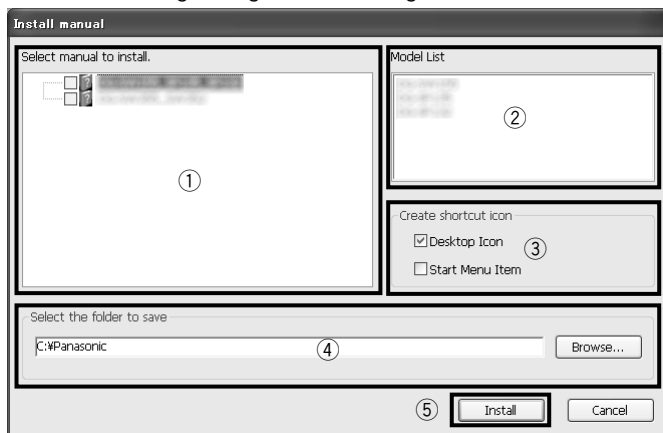 Install manual
Select manual to install.
①
Model List
②
Create shortcut icon
Desktop Icon
③
Start Menu Item
Select the folder to save
C:¥Panasonic
④
Browse...
⑤
Install
Cancel